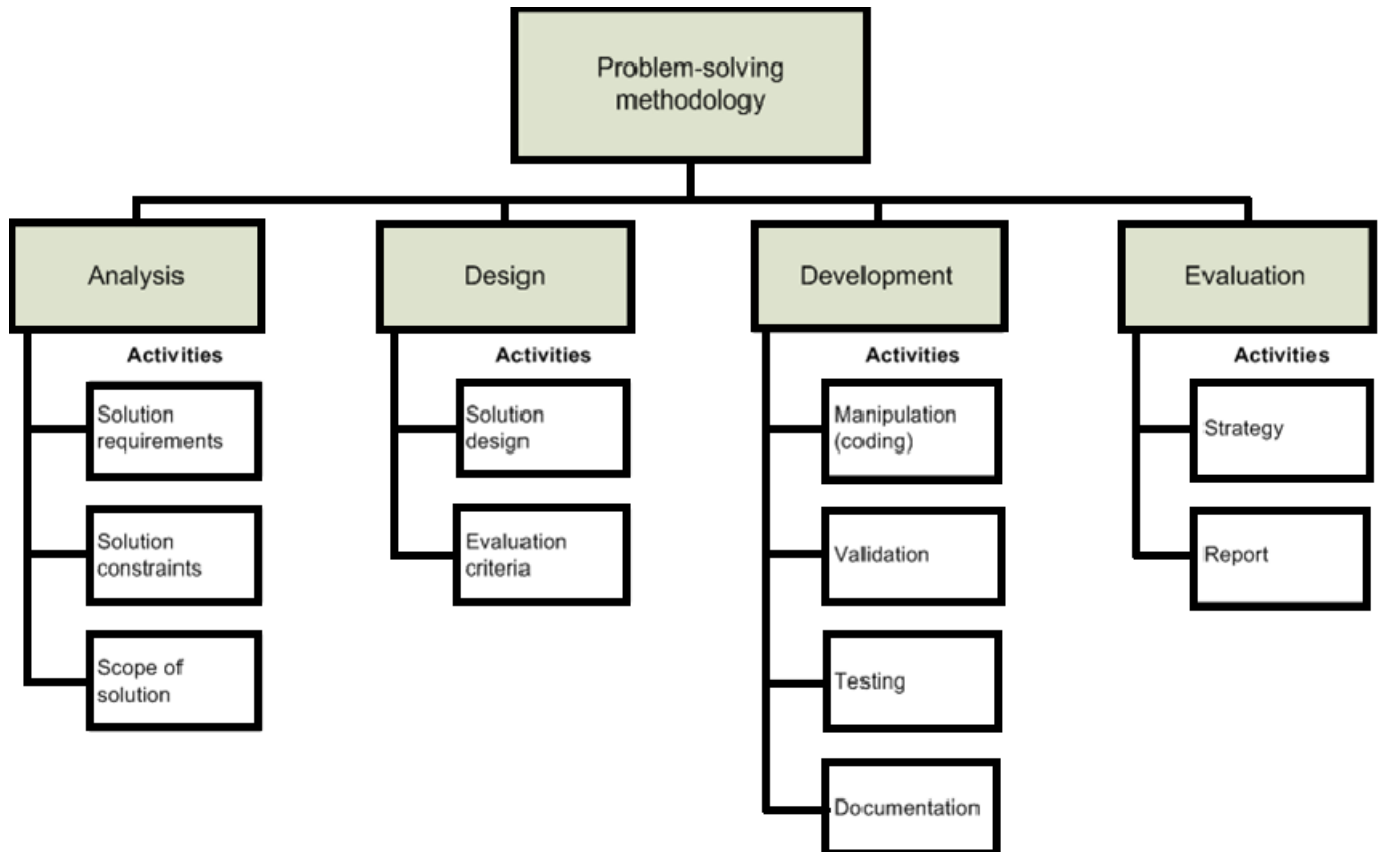 Problem-solving
methodology
Analysis
Design
Development
Evaluation
Activities
Activities
Activities
Activities
Solution
requirements
Solution
constraints
Scope of
solution
Solution
design
Evaluation
criteria
Manipulation
(coding)
Validation
Testing
Documentation
Strategy
Report